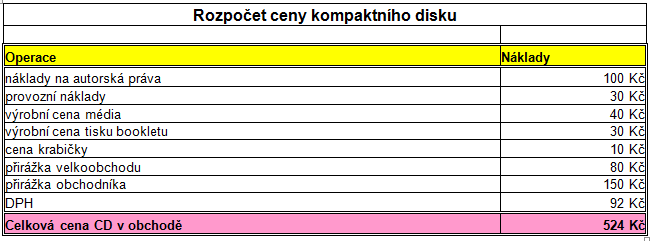 Rozpočet ceny kompaktního disku
Operace Náklady
náklady na autorská práva 100 Kč
provozní náklady 30 Kč
výrobní cena média 40 Kč
výrobní cena tisku bookletu 30 Kč
cena krabičky 10 Kč
přirážka velkoobchodu 80 Kč
přirážka obchodníka 150 Kč
DPH 92 Kč
Celková cena CD v obchodě 524 Kč